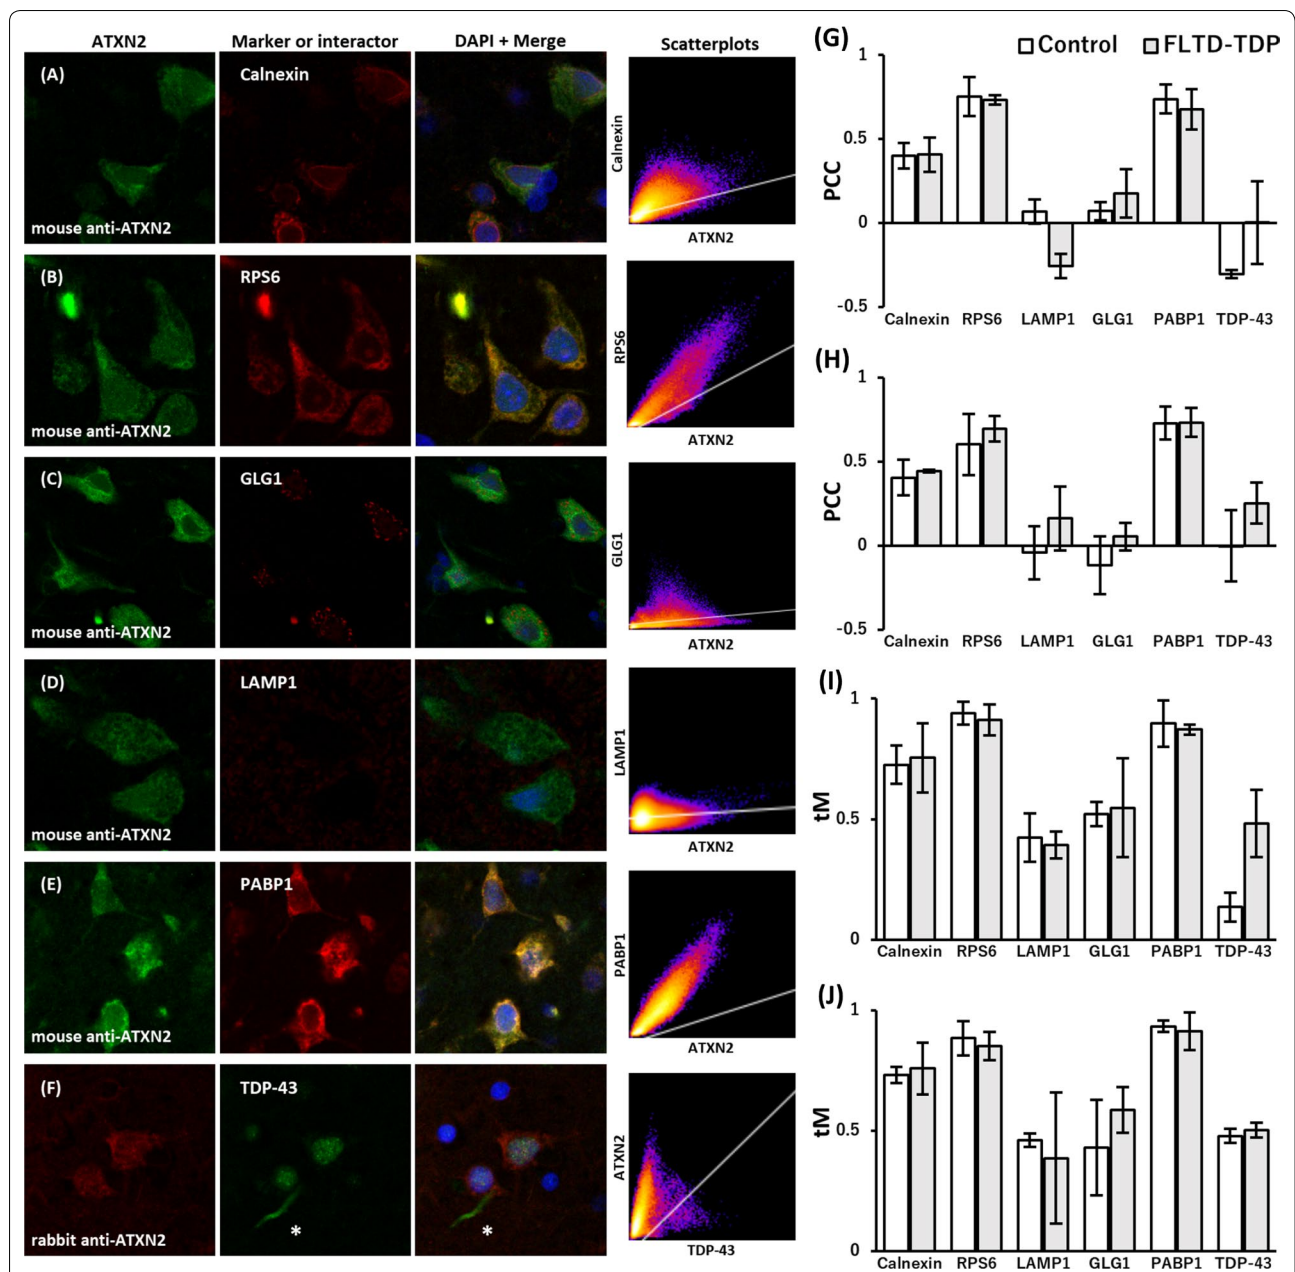 ATXN2 Marker or interactor DAPI + Merge Scatterplots
(A) Calnexin
mouse anti-ATXN2
Calnexin
ATXN2
(B) RPS6
mouse anti-ATXN2
RPS6
ATXN2
(C) GLG1
mouse anti-ATXN2
GLG1
ATXN2
(D) LAMP1
mouse anti-ATXN2
LAMP1
ATXN2
(E) PABP1
mouse anti-ATXN2
PABP1
ATXN2
(F) TDP-43
rabbit anti-ATXN2
* *
ATXN2
TDP-43
(G) Control FLTD-TDP
1
0.5
0
-0.5
PCC
Calnexin RPS6 LAMP1 GLG1 PABP1 TDP-43
(H)
1
0.5
0
-0.5
PCC
Calnexin RPS6 LAMP1 GLG1 PABP1 TDP-43
(I)
1
0.5
0
tM
Calnexin RPS6 LAMP1 GLG1 PABP1 TDP-43
(J)
1
0.5
0
tM
Calnexin RPS6 LAMP1 GLG1 PABP1 TDP-43